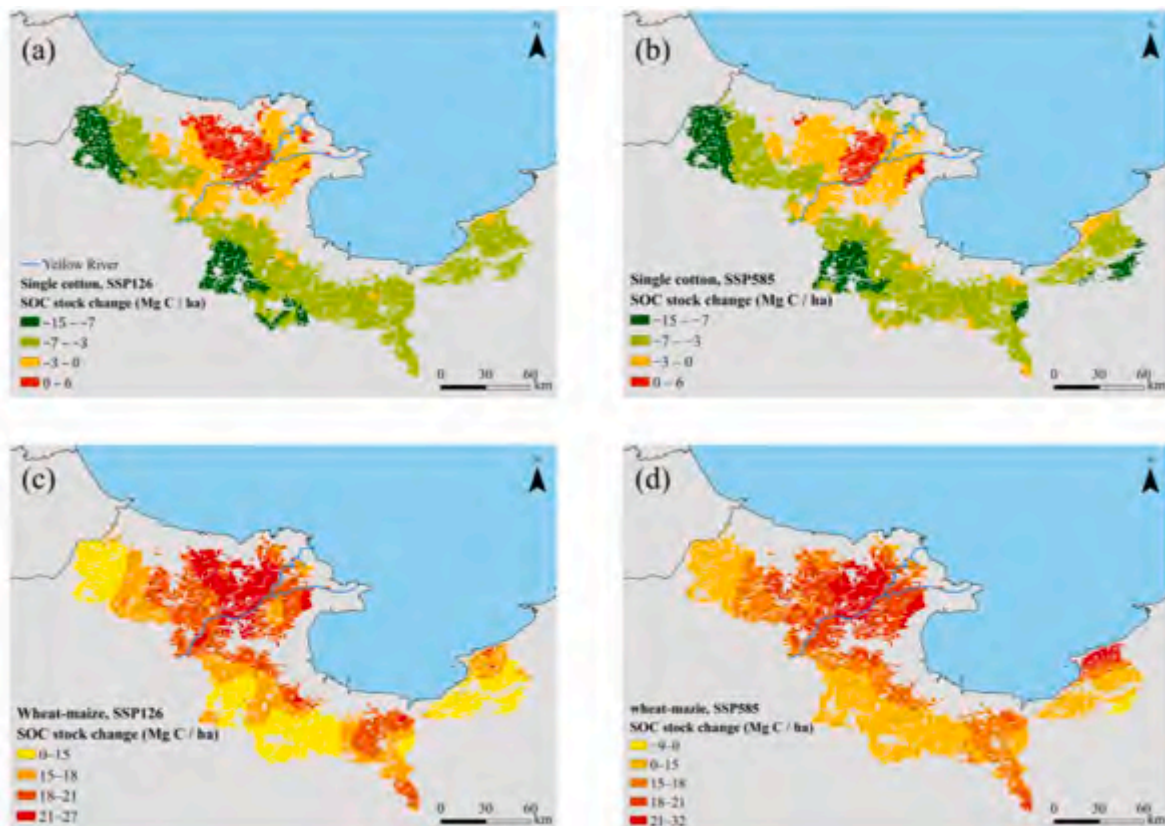 (a)
N
Yellow River
Single cotton, SSP126
SOC stock change (Mg C / ha)
−15 – −7
−7 – −3
−3 – 0
0 – 6
0 30 60
km
(b)
N
Single cotton, SSP585
SOC stock change (Mg C / ha)
−15 – −7
−7 – −3
−3 – 0
0 – 6
0 30 60
km
(c)
N
Wheat-maize, SSP126
SOC stock change (Mg C / ha)
0–15
15–18
18–21
21–27
0 30 60
km
(d)
N
wheat-mazie, SSP585
SOC stock change (Mg C / ha)
−9–0
0–15
15–18
18–21
21–32
0 30 60
km